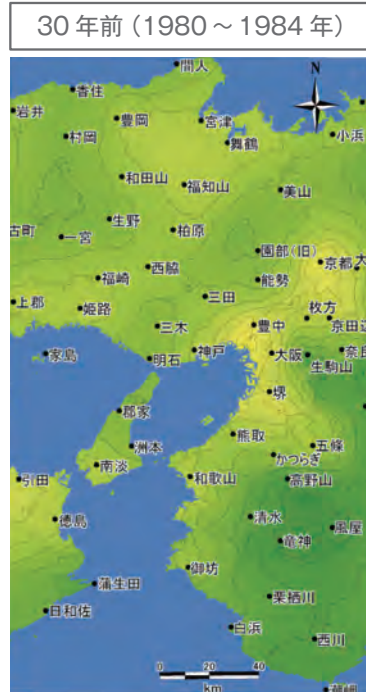 30年前（1980～1984年）
間人
N
香住
岩井
豊岡
宮津
小浜
村岡
舞鶴
和田山
福知山
美山
生野
古町
一宮
柏原
園部（旧）
京都
西脇
福崎
能勢
上郡
姫路
三田
枚方
三木
豊中
京田辺
家島
明石
神戸
大阪
奈良
生駒山
堺
郡家
洲本
熊取
五條
かつらぎ
南淡
引田
和歌山
高野山
徳島
清水
風屋
竜神
御坊
蒲生田
栗栖川
日和佐
白浜
西川
0 20 40
km